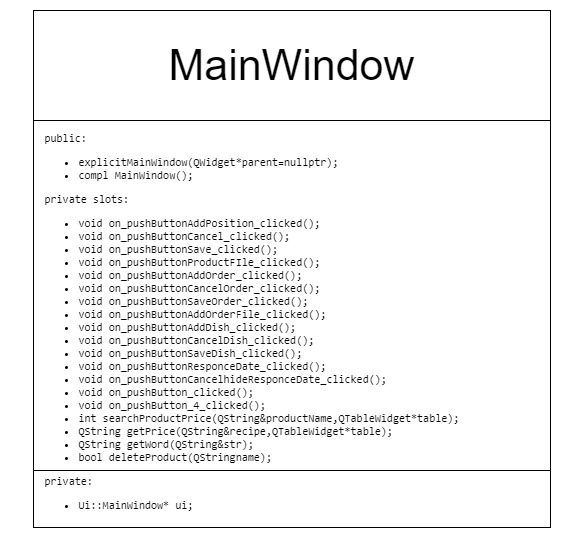 MainWindow
public:
explicitMainWindow(QWidget*parent=nullptr);
compl MainWindow();
private slots:
void on_pushButtonAddPosition_clicked();
void on_pushButtonCancel_clicked();
void on_pushButtonSave_clicked();
void on_pushButtonProductFIle_clicked();
void on_pushButtonAddOrder_clicked();
void on_pushButtonCancelOrder_clicked();
void on_pushButtonSaveOrder_clicked();
void on_pushButtonAddOrderFile_clicked();
void on_pushButtonAddDish_clicked();
void on_pushButtonCancelDish_clicked();
void on_pushButtonSaveDish_clicked();
void on_pushButtonResponceDate_clicked();
void on_pushButtonCancelhideResponceDate_clicked();
void on_pushButton_clicked();
void on_pushButton_4_clicked();
int searchProductPrice(QString&productName,QTableWidget*table);
QString getPrice(QString&recipe,QTableWidget*table);
QString getWord(QString&str);
bool deleteProduct(QStringname);
private:
Ui::MainWindow* ui;